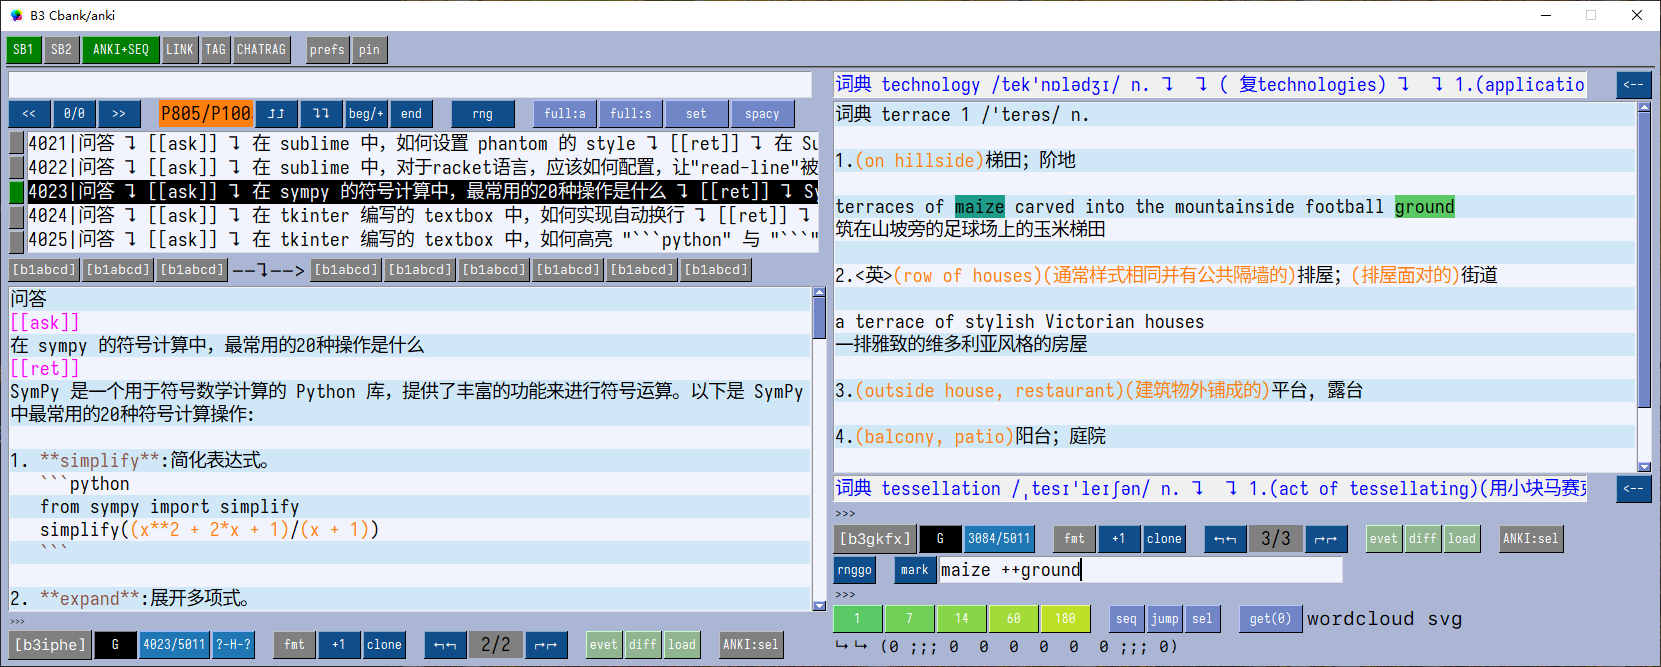 B3 Cbank/anki
SB1 SB2 ANKI+SEQ LINK TAG CHATRAG prefs pin
<< 0/0 >> P805/P100 ⮥⮥ ⮧⮧ beg/+ end rng full:a full:s set spacy
4021|问答 ↴ [[ask]] ↴ 在 sublime 中，如何设置 phantom 的 style ↴ [[ret]] ↴ 在 Su
4022|问答 ↴ [[ask]] ↴ 在 sublime 中，对于racket语言，应该如何配置，让"read-line"被
4023|问答 ↴ [[ask]] ↴ 在 sympy 的符号计算中，最常用的20种操作是什么 ↴ [[ret]] ↴ Sy
4024|问答 ↴ [[ask]] ↴ 在 tkinter 编写的 textbox 中，如何实现自动换行 ↴ [[ret]] ↴
4025|问答 ↴ [[ask]] ↴ 在 tkinter 编写的 textbox 中，如何高亮 "```python" 与 "```"
[b1abcd] [b1abcd] [b1abcd] --↴--> [b1abcd] [b1abcd] [b1abcd] [b1abcd] [b1abcd] [b1abcd]
问答
[[ask]]
在 sympy 的符号计算中，最常用的20种操作是什么
[[ret]]
SymPy 是一个用于符号数学计算的 Python 库，提供了丰富的功能来进行符号运算。以下是 SymPy
中最常用的20种符号计算操作:
1. **simplify**:简化表达式。
```python
from sympy import simplify
simplify((x**2 + 2*x + 1)/(x + 1))
```
2. **expand**:展开多项式。
>>>
[b3iphe] G 4023/5011 ?-H-? fmt +1 clone ↰↰ 2/2 ↱↱ evet diff load ANKI:sel
词典 technology /tek'nɒlədʒɪ/ n. ↴ ↴ ( 复technologies) ↴ ↴ 1.(applicatio <--
词典 terrace 1 /'terəs/ n.
1.(on hillside)梯田；阶地
terraces of maize carved into the mountainside football ground
筑在山坡旁的足球场上的玉米梯田
2.<英>(row of houses)(通常样式相同并有公共隔墙的)排屋；(排屋面对的)街道
a terrace of stylish Victorian houses
一排雅致的维多利亚风格的房屋
3.(outside house, restaurant)(建筑物外铺成的)平台, 露台
4.(balcony, patio)阳台；庭院
词典 tessellation /ˌtesɪ'leɪʃən/ n. ↴ ↴ 1.(act of tessellating)(用小块马赛克 <--
>>>
[b3gkfx] G 3084/5011 fmt +1 clone ↰↰ 3/3 ↱↱ evet diff load ANKI:sel
rnggo mark maize ++ground
>>>
1 7 14 60 180 seq jump sel get(0) wordcloud svg
↳↳ (0 ;;; 0 0 0 0 0 0 ;;; 0)